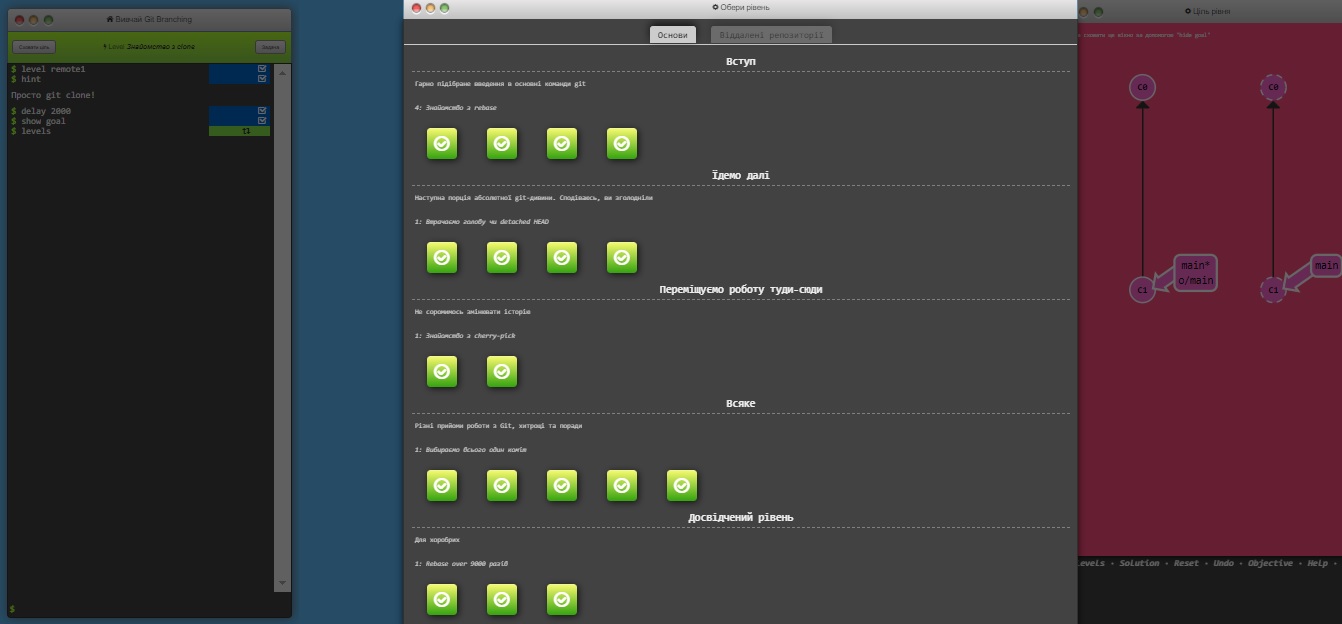 Вивчай Git Branching
Сховати ціль
Level Знайомство з clone
Задача
$ level remote1
$ hint
Просто git clone!
$ delay 2000
$ show goal
$ levels
$
Обери рівень
Основи
Віддалені репозиторії
Вступ
Гарно підібране введення в основні команди git
4: Знайомство з rebase
Їдемо далі
Наступна порція абсолютної git-дивини. Сподіваюсь, ви зголодніли
1: Втрачаємо голову чи detached HEAD
Переміщуємо роботу туди-сюди
Не соромимось змінювати історію
1: Знайомство з cherry-pick
Всяке
Різні прийоми роботи з Git, хитрощі та поради
1: Вибираємо всього один коміт
Досвідчений рівень
Для хоробрих
1: Rebase over 9000 разів
Ціль рівня
сховати це вікно за допомогою "hide goal"
C0
C0
main*
o/main
main
C1
C1
Levels • Solution • Reset • Undo • Objective • Help •